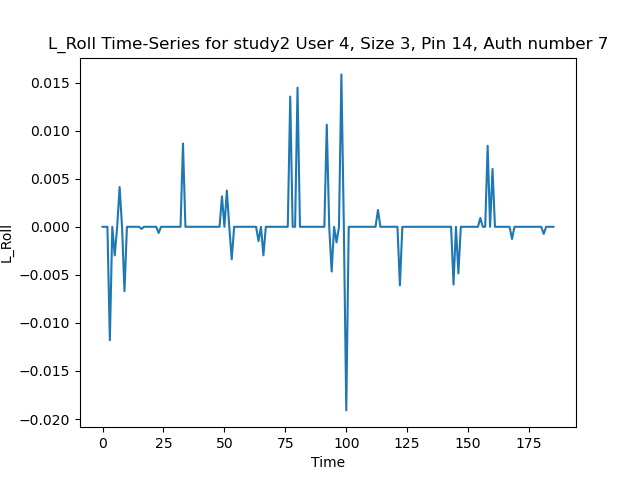 L_Roll Time-Series for study2 User 4, Size 3, Pin 14, Auth number 7
0.015
0.010
0.005
0.000
−0.005
−0.010
−0.015
−0.020
L_Roll
0 25 50 75 100 125 150 175
Time